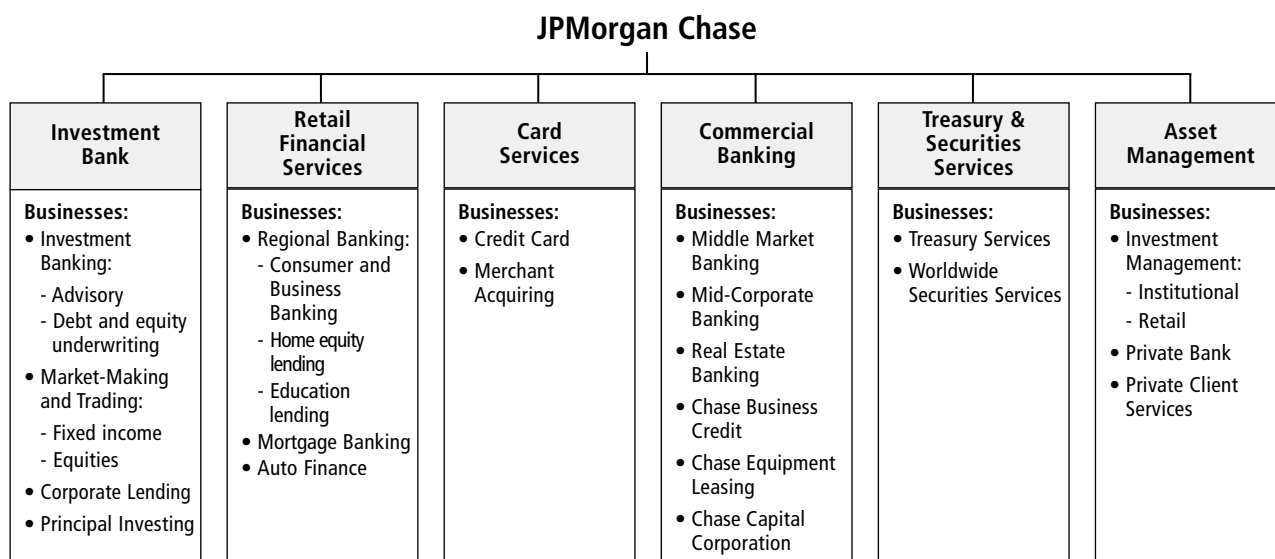 JPMorgan Chase
Investment
Bank
Businesses:
• Investment
Banking:
- Advisory
- Debt and equity
underwriting
• Market-Making
and Trading:
- Fixed income
- Equities
• Corporate Lending
• Principal Investing
Retail
Financial
Services
Businesses:
• Regional Banking:
- Consumer and
Business
Banking
- Home equity
lending
- Education
lending
• Mortgage Banking
• Auto Finance
Card
Services
Businesses:
• Credit Card
• Merchant
Acquiring
Commercial
Banking
Businesses:
• Middle Market
Banking
• Mid-Corporate
Banking
• Real Estate
Banking
• Chase Business
Credit
• Chase Equipment
Leasing
• Chase Capital
Corporation
Treasury &
Securities
Services
Businesses:
• Treasury Services
• Worldwide
Securities Services
Asset
Management
Businesses:
• Investment
Management:
- Institutional
- Retail
• Private Bank
• Private Client
Services